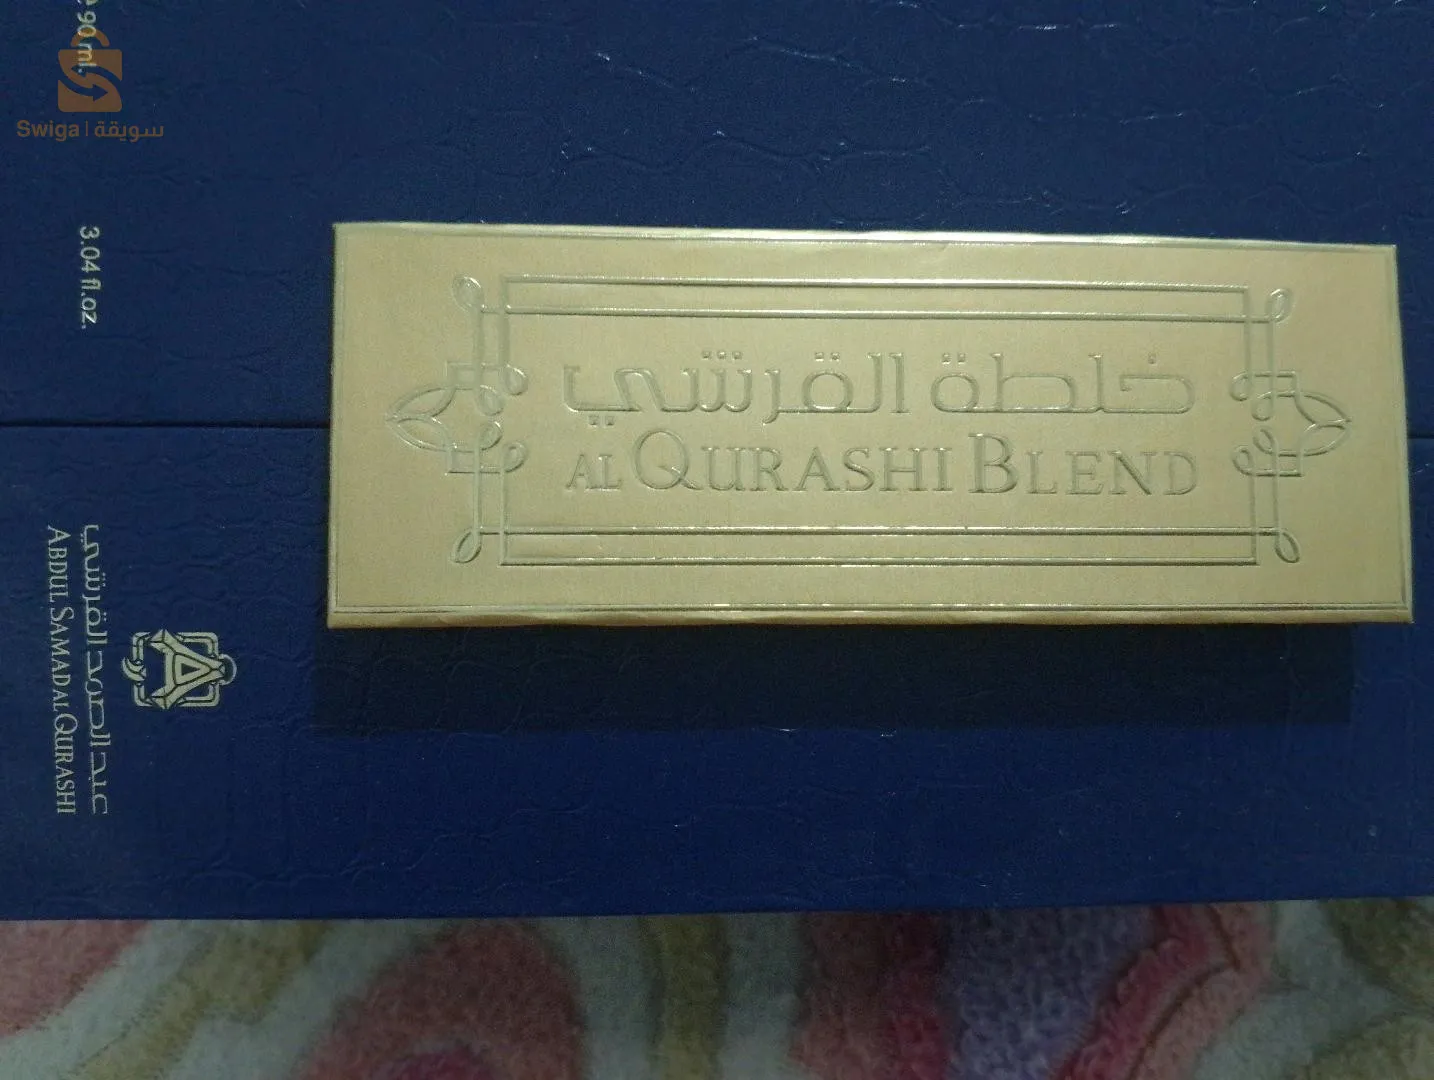 خلطة القرشي
AL QURASHI BLEND
90 ml.
3.04 fl.oz.
عبد الصمد القرشي
ABDUL SAMAD AL QURASHI
Swiga | سويقة